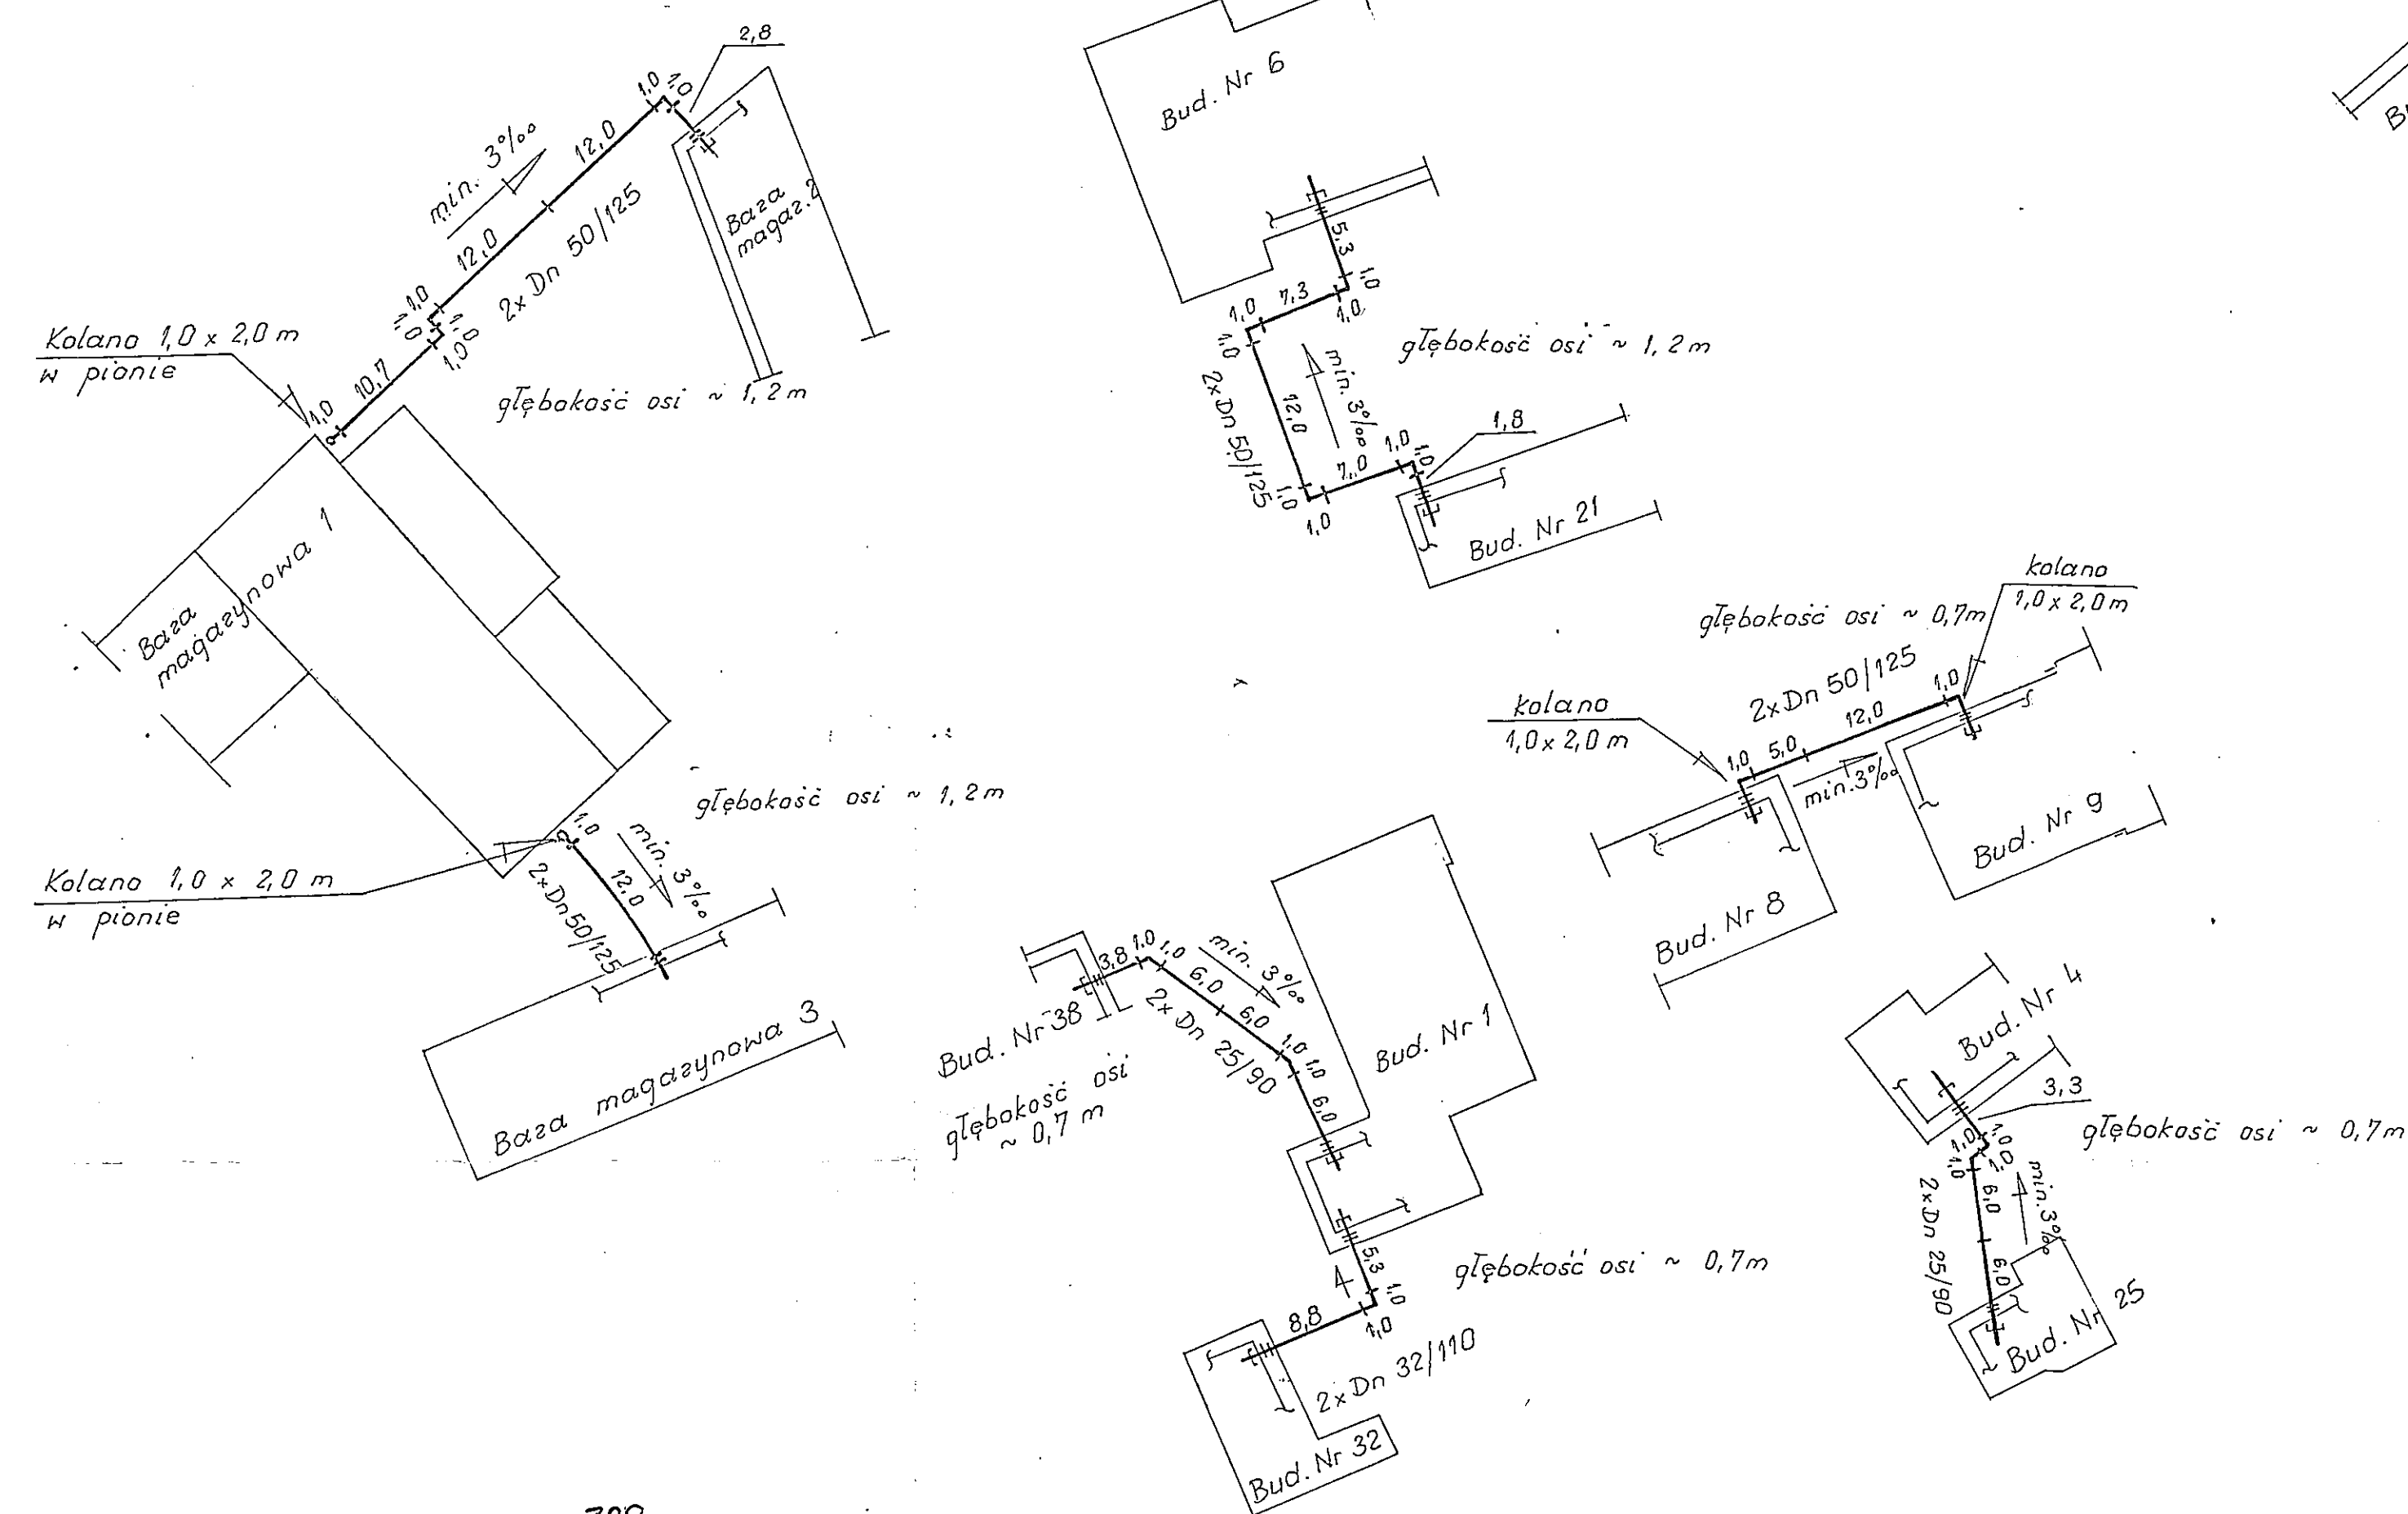 2,8
1,0
1,0
12,0
min. 3‰
12,0
2x Dn 50/125
Baza
magaz.2
1,0
1,0
1,0
1,0
Kolano 1,0 x 2,0 m
w pionie
10,7
1,0
głębokość osi ~ 1,2 m
Baza
magazynowa 1
głębokość osi ~ 1,2 m
1,0
min. 3‰
12,0
2x Dn 50/125
Kolano 1,0 x 2,0 m
w pionie
Baza magazynowa 3
Bud. Nr 6
5,3
1,0
1,0
7,3
1,0
1,0
głębokość osi ~ 1,2 m
min. 3‰
2x Dn 50/125
12,0
1,8
1,0
1,0
7,0
1,0
1,0
Bud. Nr 21
kolano
1,0 x 2,0 m
głębokość osi ~ 0,7m
2x Dn 50/125
1,0
12,0
kolano
1,0 x 2,0 m
1,0
5,0
min. 3‰
Bud. Nr 9
Bud. Nr 8
3,8
1,0
1,0
min. 3‰
6,0
6,0
2x Dn 25/90
1,0
1,0
6,0
Bud. Nr 38
głębokość osi
~ 0,7 m
Bud. Nr 1
5,3
głębokość osi ~ 0,7m
1,0
1,0
8,8
2x Dn 32/110
Bud. Nr 32
Bud. Nr 4
3,3
głębokość osi ~ 0,7m
1,0
1,0
1,0
1,0
6,0
min. 3‰
2x Dn 25/90
6,0
Bud. Nr 25